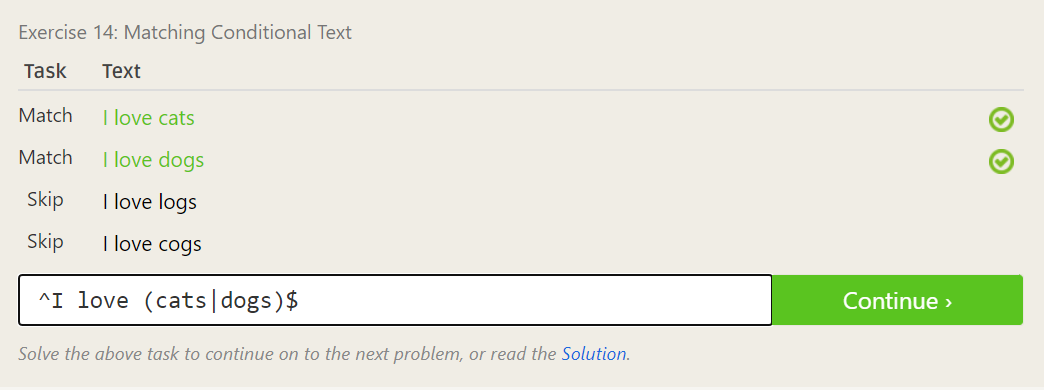 Exercise 14: Matching Conditional Text
Task Text
Match I love cats
Match I love dogs
Skip I love logs
Skip I love cogs
^I love (cats|dogs)$ Continue ›
Solve the above task to continue on to the next problem, or read the Solution.